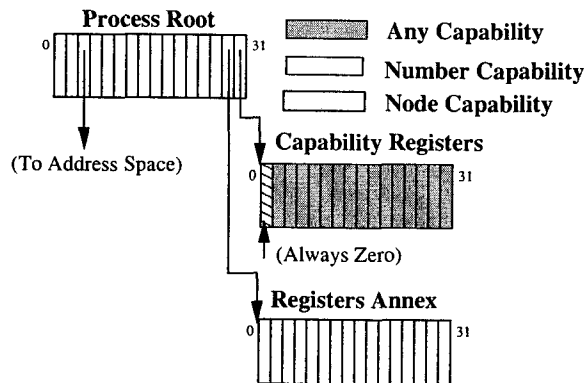 Process Root
0
31
Any Capability
Number Capability
Node Capability
(To Address Space)
Capability Registers
0
31
(Always Zero)
Registers Annex
0
31